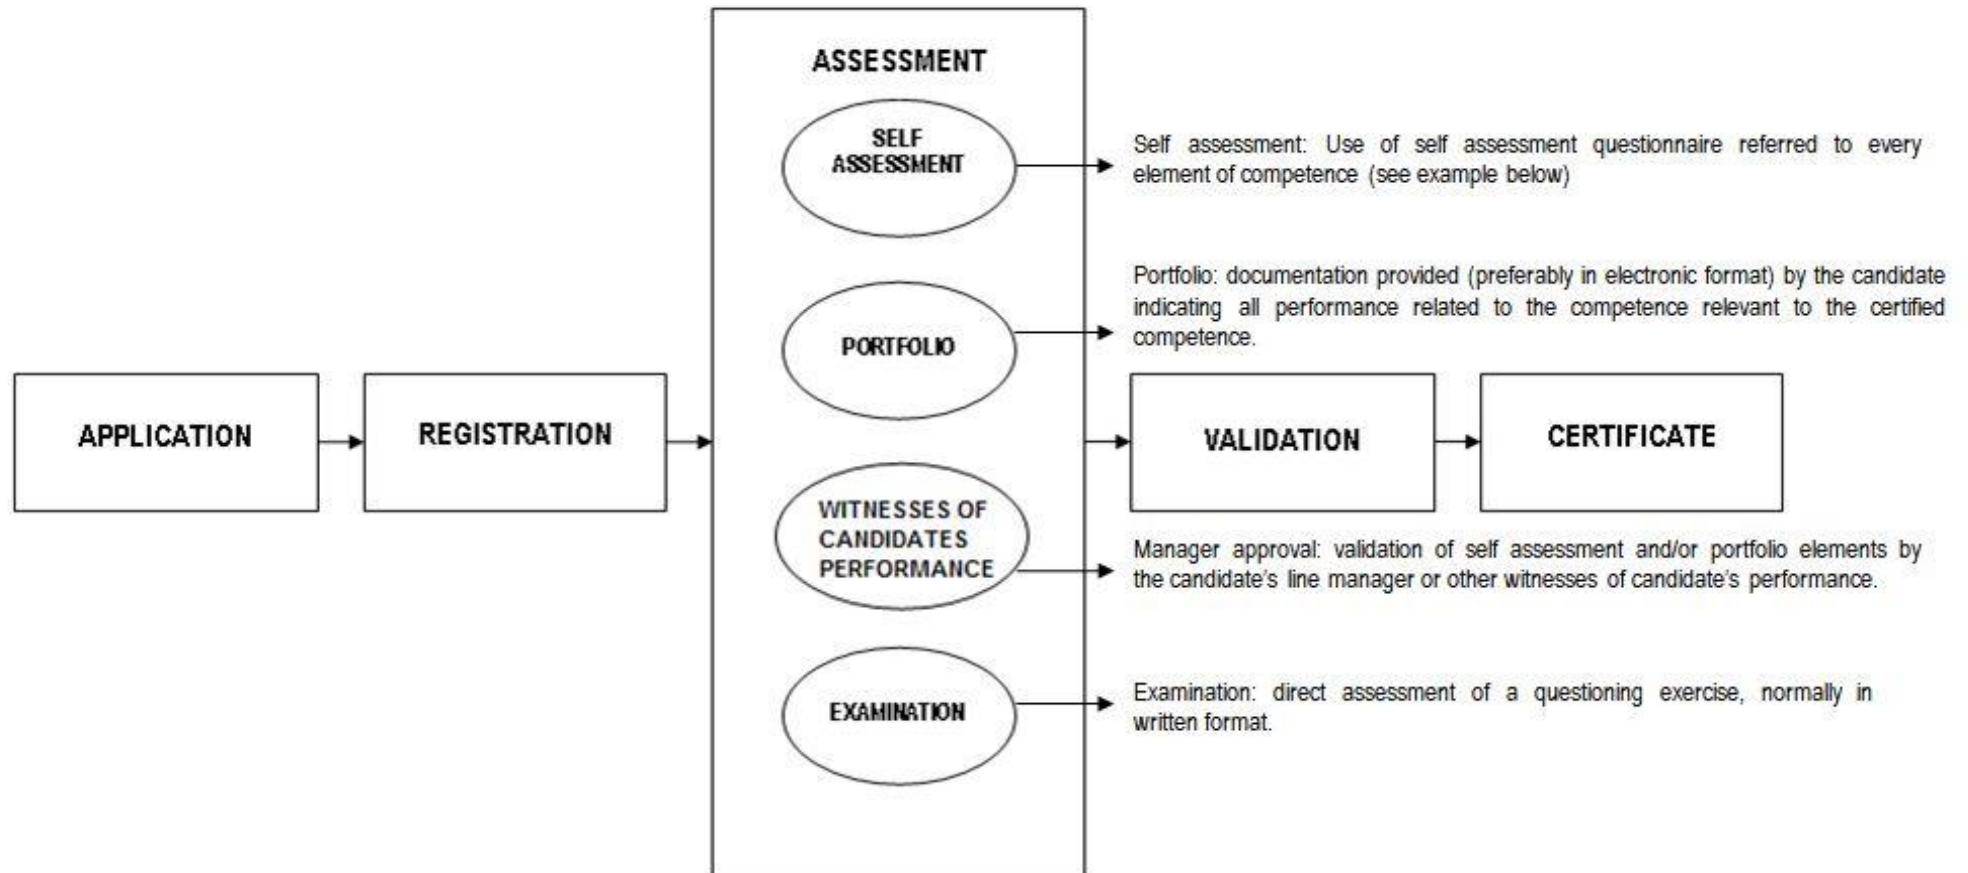 ASSESSMENT
SELF
ASSESSMENT
Self assessment: Use of self assessment questionnaire referred to every
element of competence (see example below)
PORTFOLIO
Portfolio: documentation provided (preferably in electronic format) by the candidate
indicating all performance related to the competence relevant to the certified
competence.
APPLICATION
REGISTRATION
VALIDATION
CERTIFICATE
WITNESSES OF
CANDIDATES
PERFORMANCE
Manager approval: validation of self assessment and/or portfolio elements by
the candidate's line manager or other witnesses of candidate's performance.
EXAMINATION
Examination: direct assessment of a questioning exercise, normally in
written format.